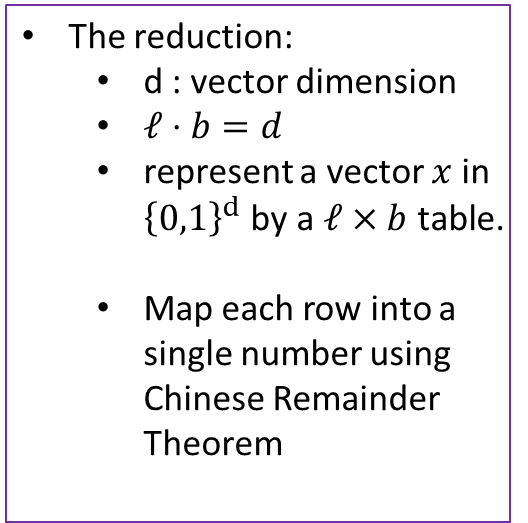 • The reduction:
• d : vector dimension
• ℓ · b = d
• represent a vector x in
{0,1}ᵈ by a ℓ × b table.
• Map each row into a
single number using
Chinese Remainder
Theorem